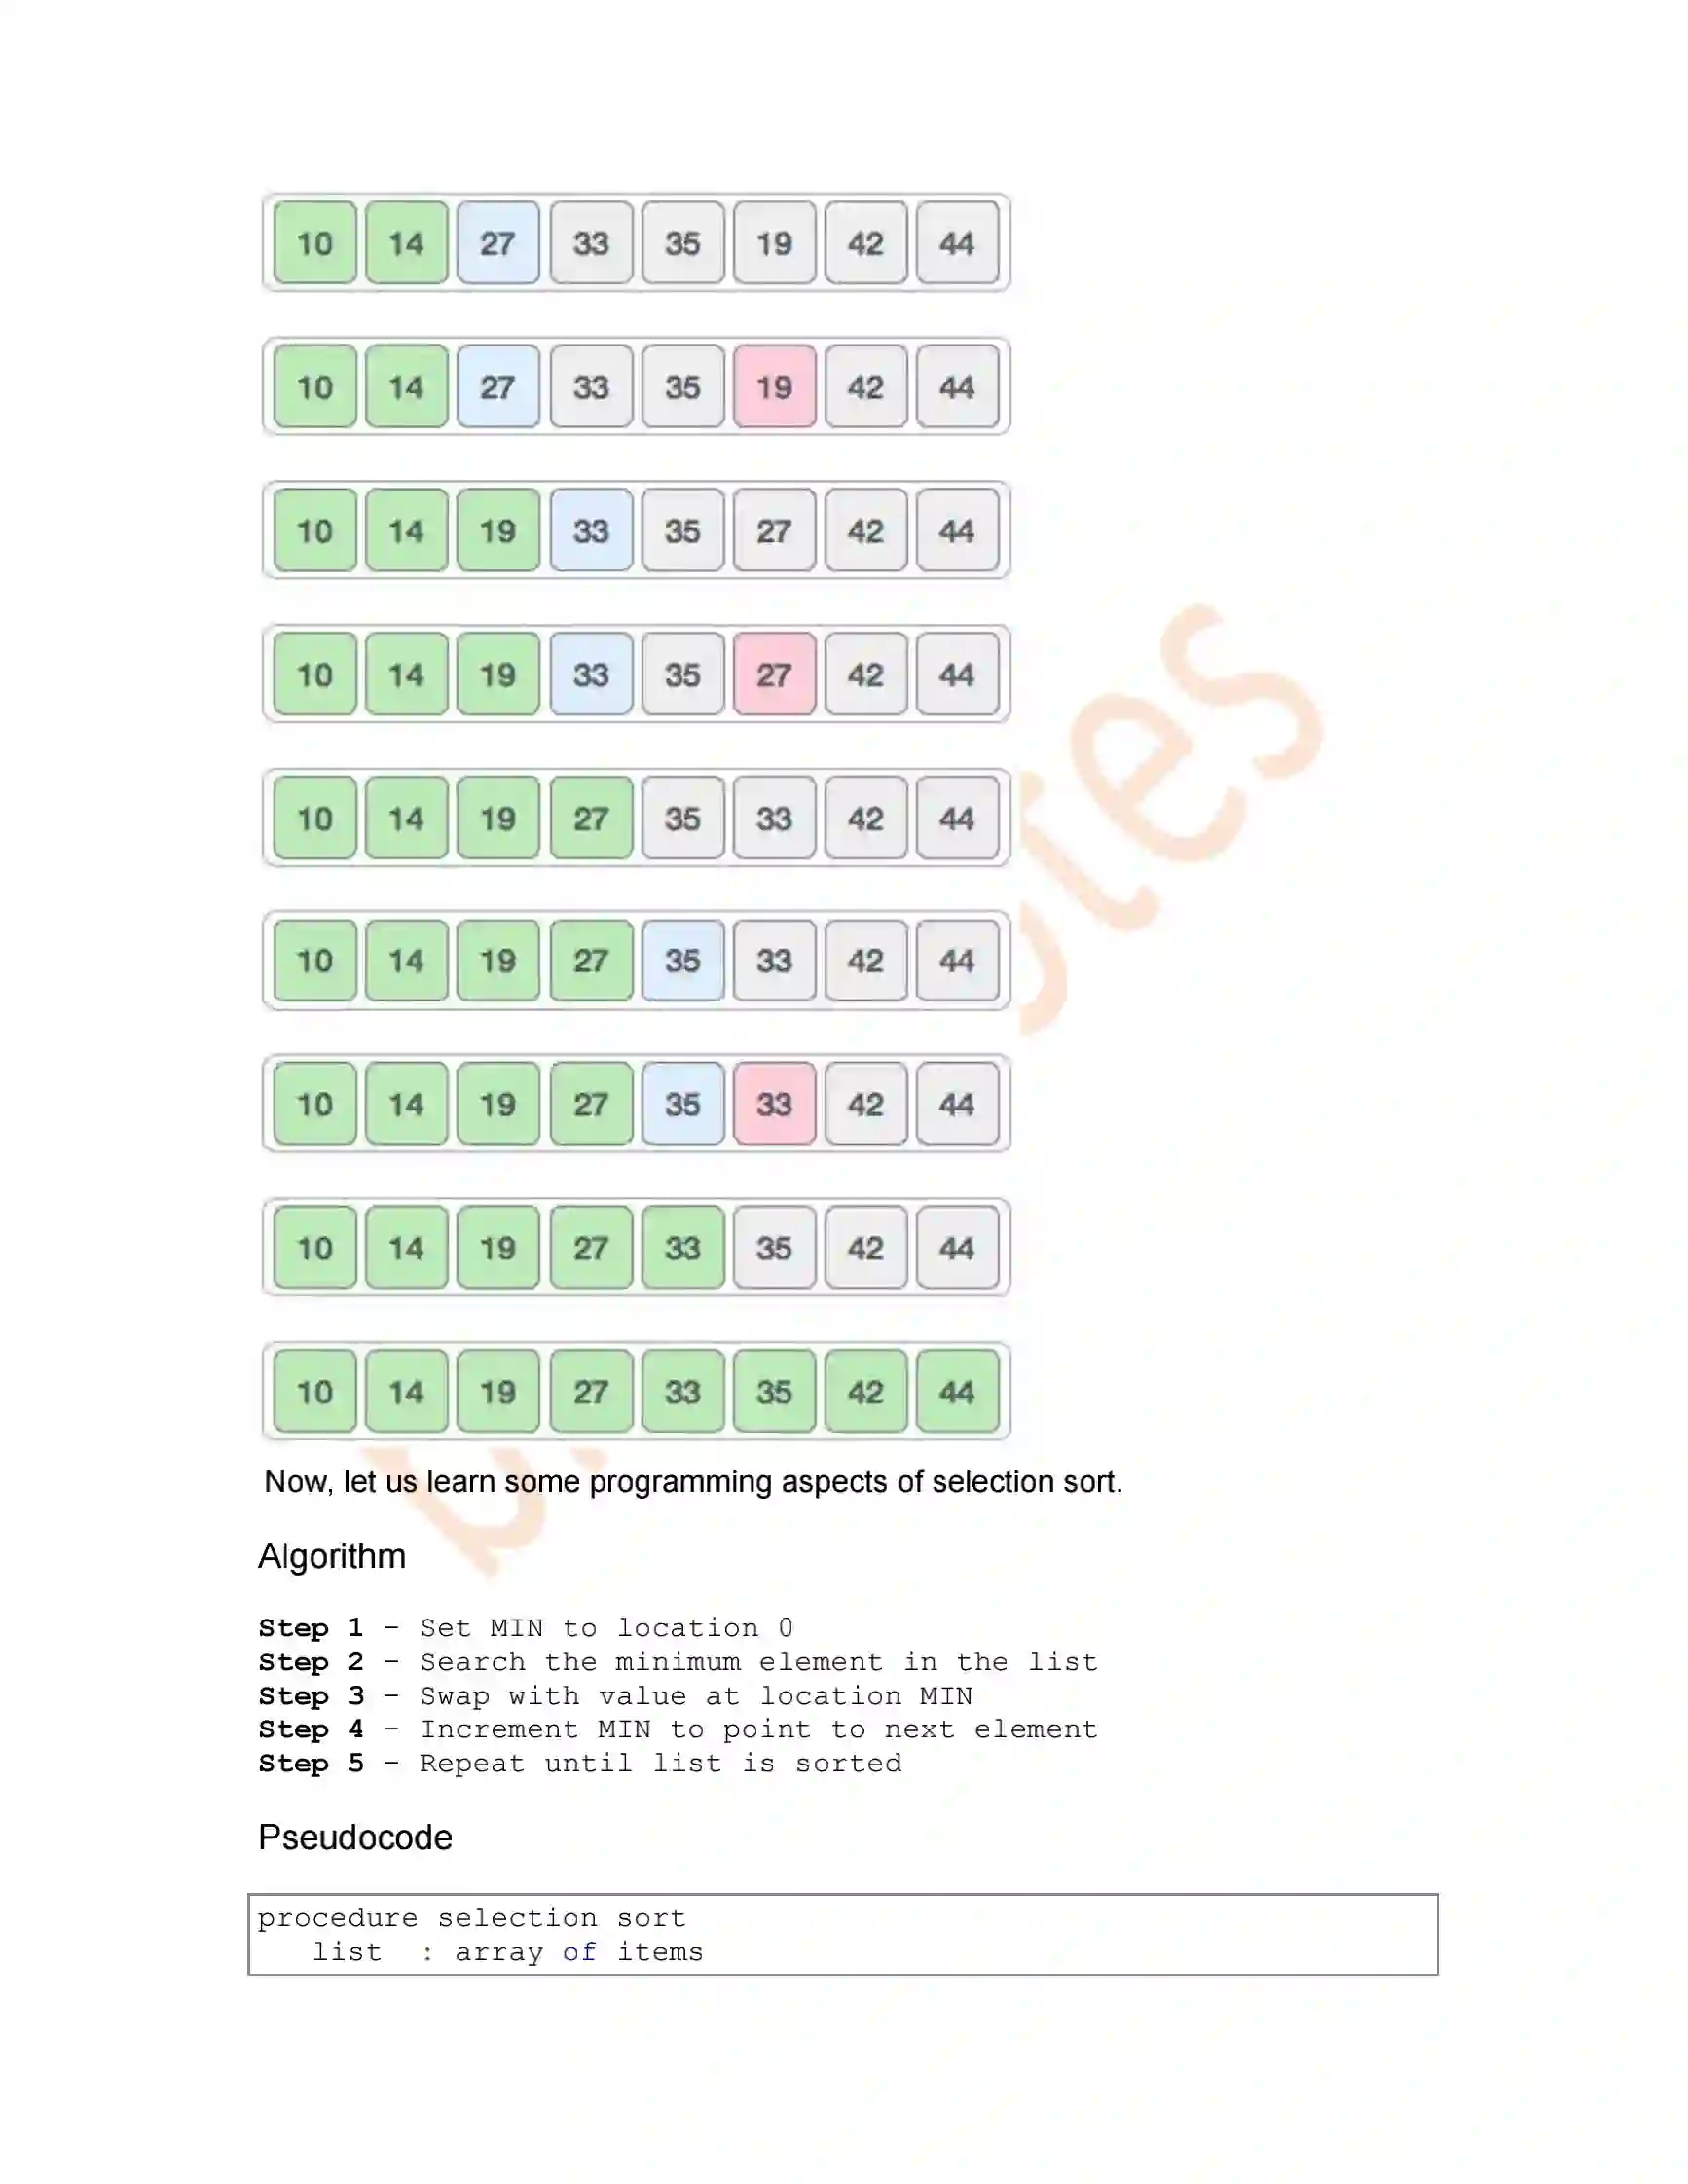 10 14 27 33 35 19 42 44
10 14 27 33 35 19 42 44
10 14 19 33 35 27 42 44
10 14 19 33 35 27 42 44
10 14 19 27 35 33 42 44
10 14 19 27 35 33 42 44
10 14 19 27 35 33 42 44
10 14 19 27 33 35 42 44
10 14 19 27 33 35 42 44
Now, let us learn some programming aspects of selection sort.
Algorithm
Step 1 - Set MIN to location 0
Step 2 - Search the minimum element in the list
Step 3 - Swap with value at location MIN
Step 4 - Increment MIN to point to next element
Step 5 - Repeat until list is sorted
Pseudocode
procedure selection sort
list : array of items